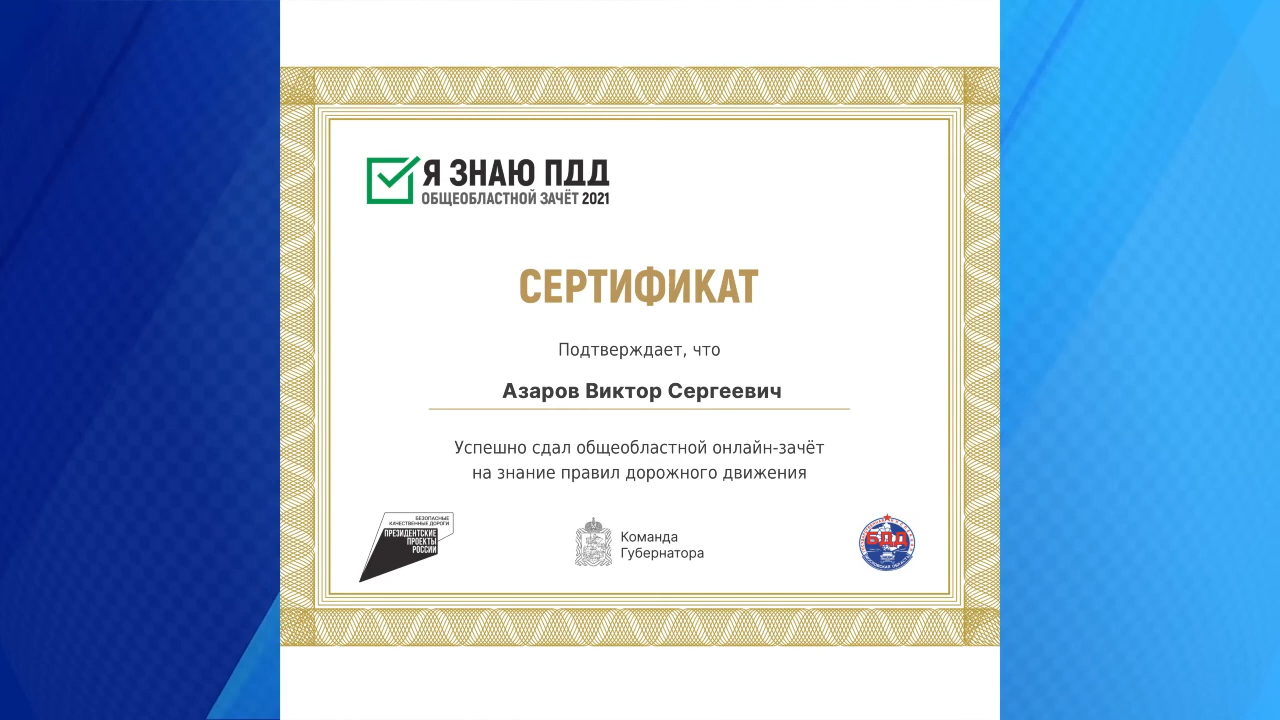 Я ЗНАЮ ПДД
ОБЩЕОБЛАСТНОЙ ЗАЧЁТ 2021
СЕРТИФИКАТ
Подтверждает, что
Азаров Виктор Сергеевич
Успешно сдал общеобластной онлайн-зачёт
на знание правил дорожного движения
БЕЗОПАСНЫЕ
КАЧЕСТВЕННЫЕ ДОРОГИ
ПРЕЗИДЕНТСКИЕ
ПРОЕКТЫ
РОССИИ
Команда
Губернатора
БДД